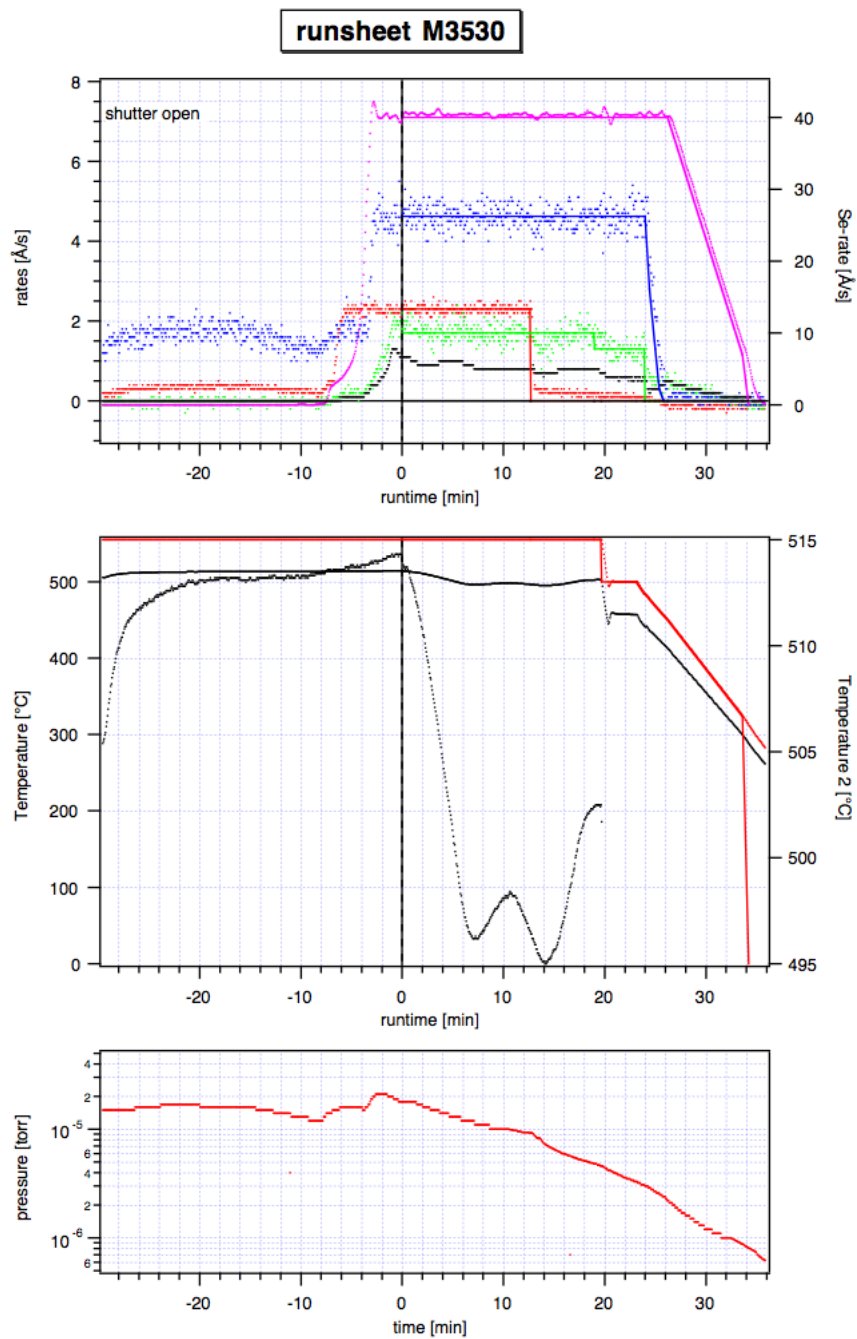 runsheet M3530
8
6
4
2
0
rates [Å/s]
shutter open
40
30
20
10
0
Se-rate [Å/s]
-20 -10 0 10 20 30
runtime [min]
500
400
300
200
100
0
Temperature [°C]
515
510
505
500
495
Temperature 2 [°C]
-20 -10 0 10 20 30
runtime [min]
4
2
10⁻⁵
6
4
2
10⁻⁶
6
pressure [torr]
-20 -10 0 10 20 30
time [min]